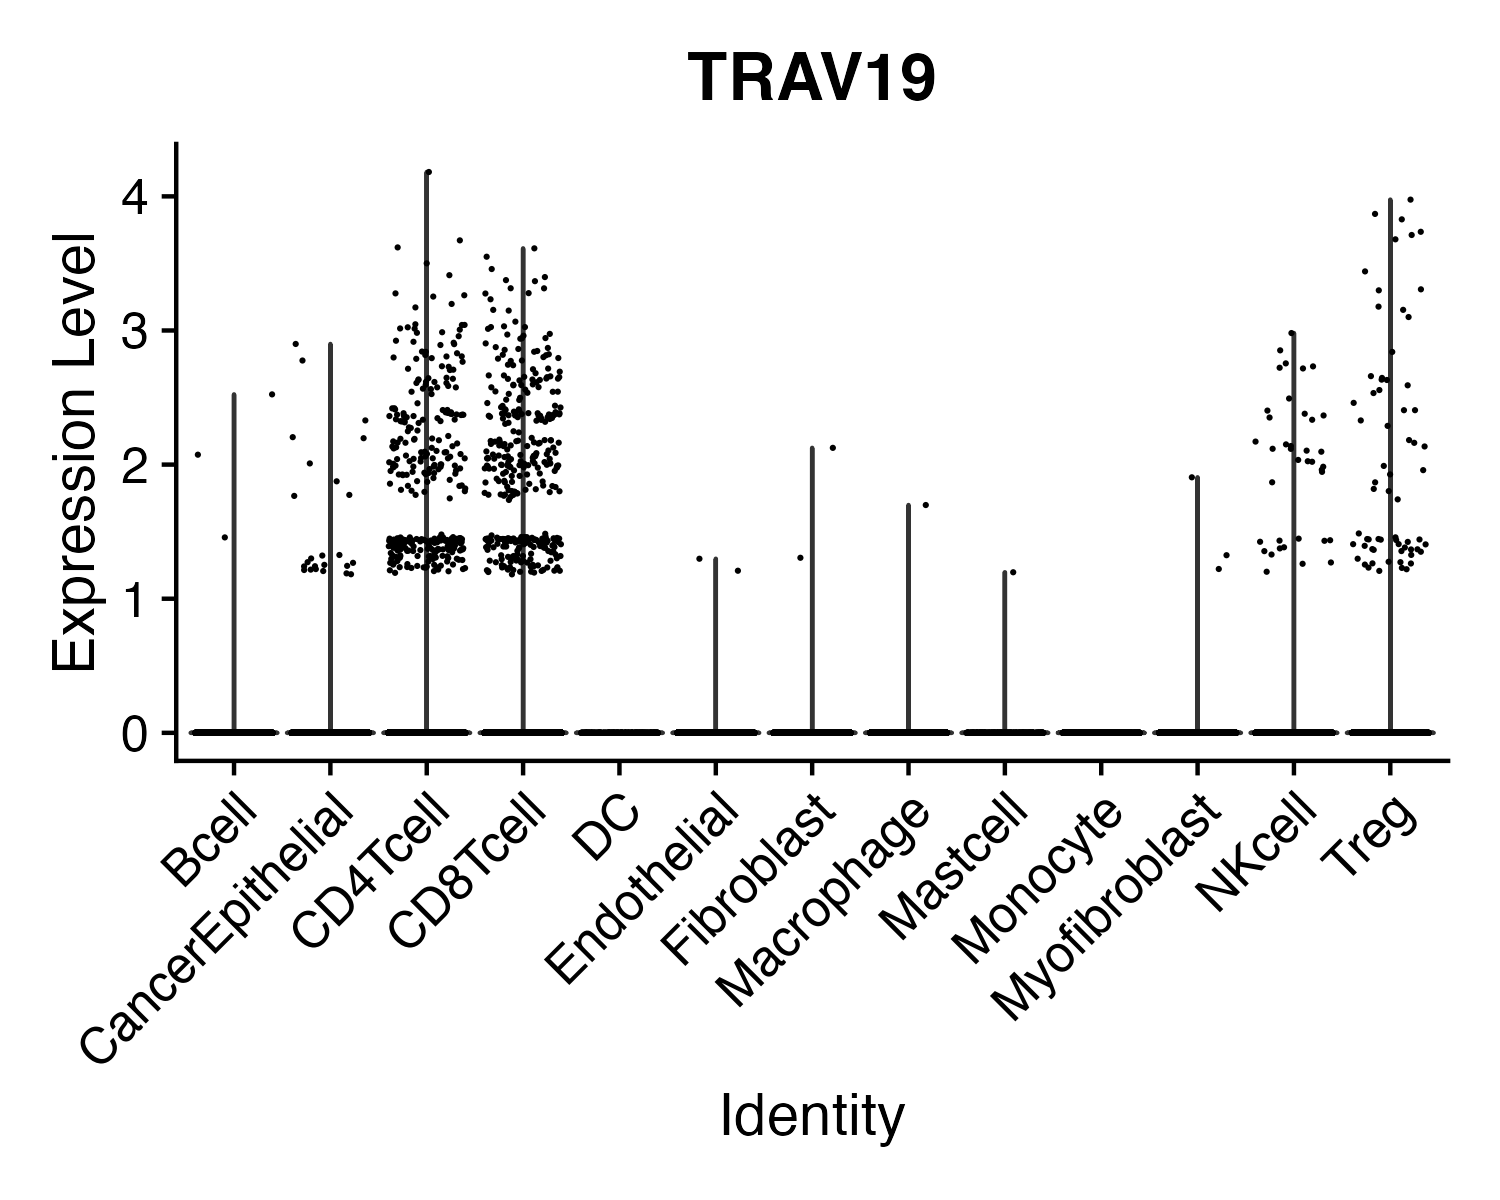 TRAV19
Expression Level
4
3
2
1
0
Bcell
CancerEpithelial
CD4Tcell
CD8Tcell
DC
Endothelial
Fibroblast
Macrophage
Mastcell
Monocyte
Myofibroblast
NKcell
Treg
Identity